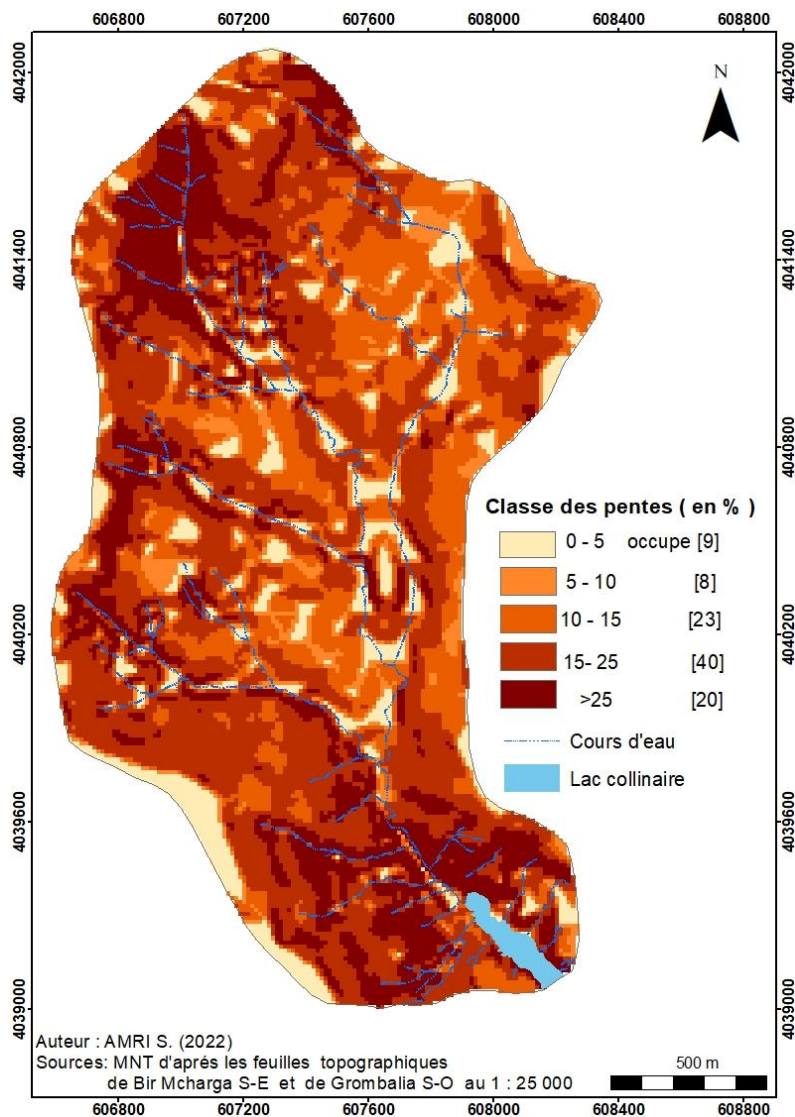 606800 607200 607600 608000 608400 608800
4042000 4042000
N
4041400 4041400
4040800 4040800
Classe des pentes ( en % )
0 - 5 occupe [9]
5 - 10 [8]
10 - 15 [23]
15- 25 [40]
>25 [20]
Cours d'eau
Lac collinaire
4040200 4040200
4039600 4039600
4039000 4039000
Auteur : AMRI S. (2022)
Sources: MNT d'aprés les feuilles topographiques
de Bir Mcharga S-E et de Grombalia S-O au 1 : 25 000
500 m
606800 607200 607600 608000 608400 608800